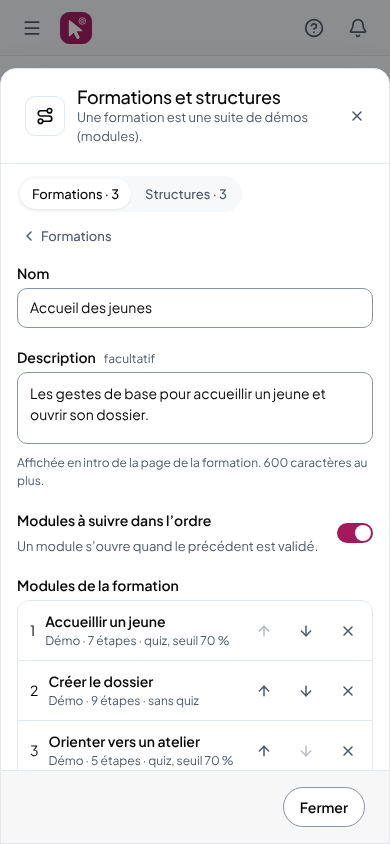 Formations et structures
Une formation est une suite de démos
(modules).
Formations · 3
Structures · 3
Formations
Nom
Accueil des jeunes
Description facultatif
Les gestes de base pour accueillir un jeune et
ouvrir son dossier.
Affichée en intro de la page de la formation. 600 caractères au
plus.
Modules à suivre dans l’ordre
Un module s’ouvre quand le précédent est validé.
Modules de la formation
1 Accueillir un jeune
Démo · 7 étapes · quiz, seuil 70 %
2 Créer le dossier
Démo · 9 étapes · sans quiz
3 Orienter vers un atelier
Démo · 5 étapes · quiz, seuil 70 %
Fermer